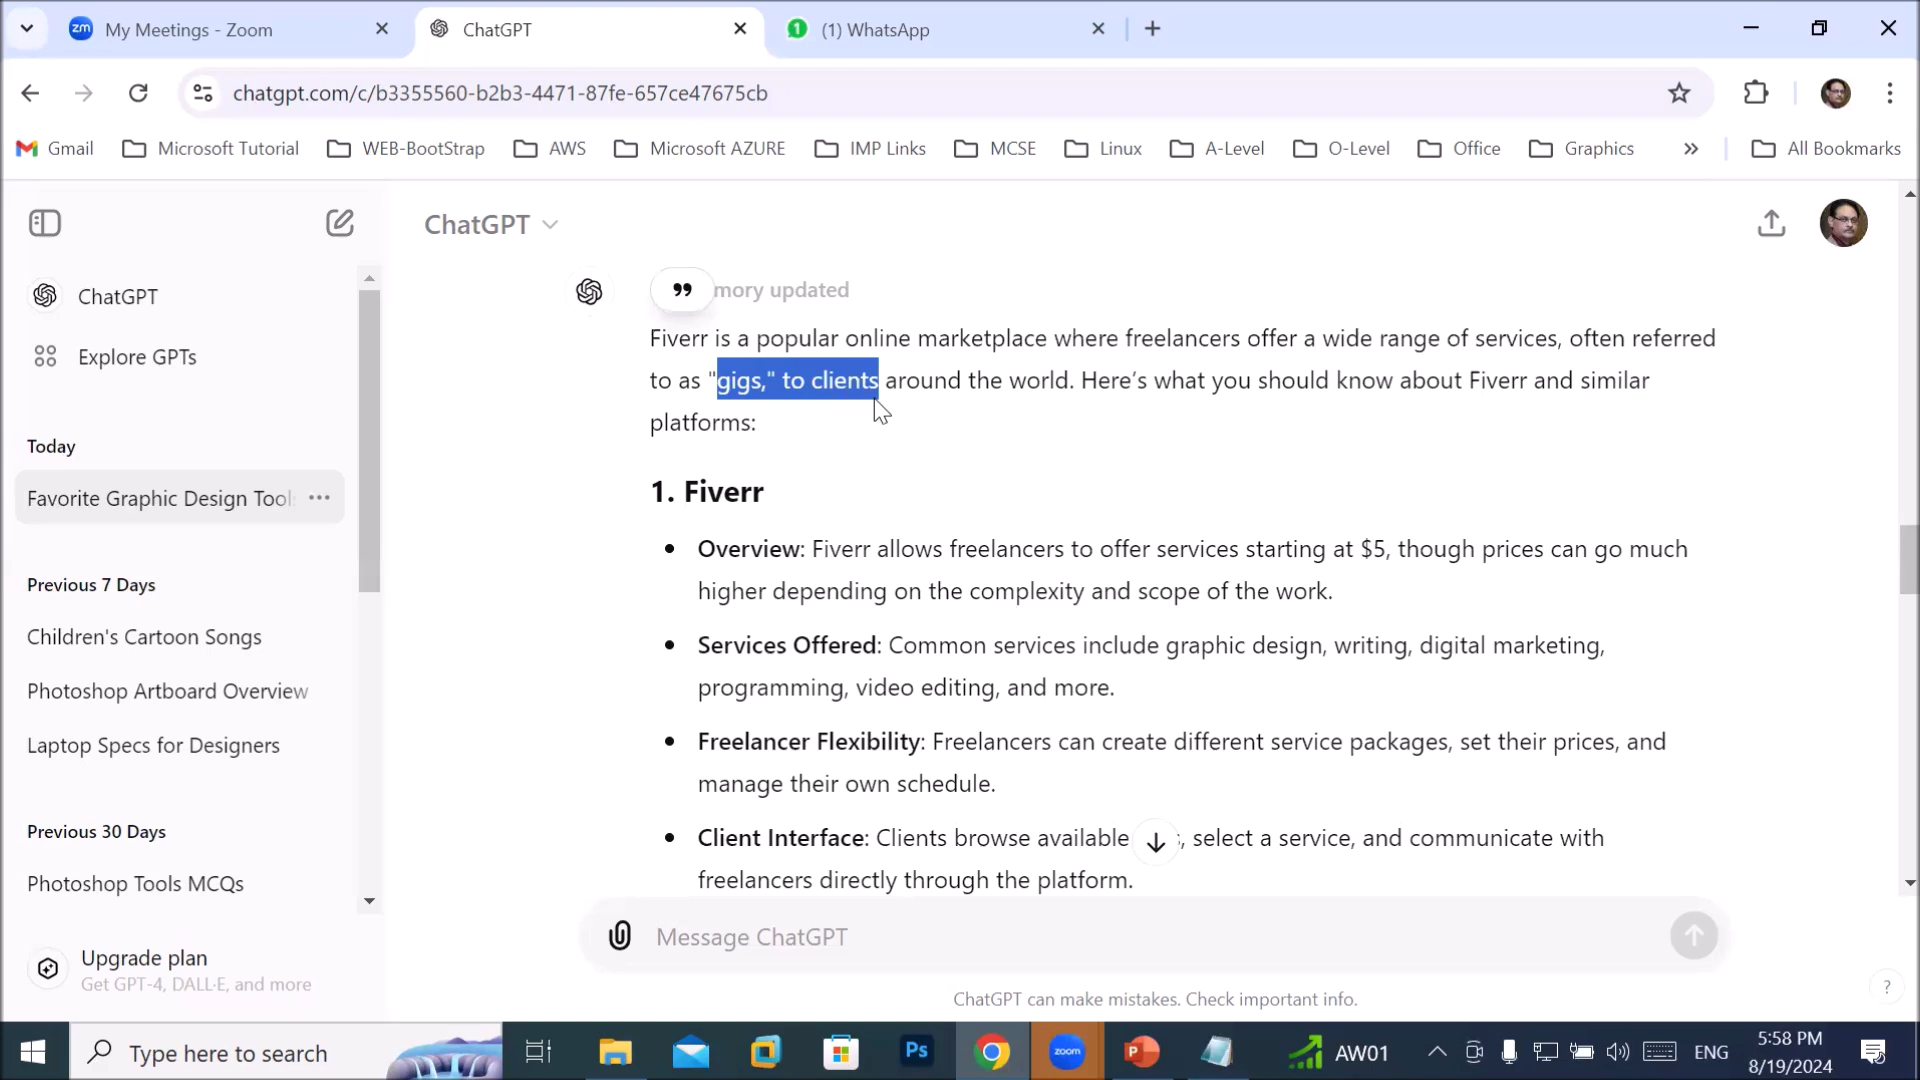 zm My Meetings - Zoom
ChatGPT
1 (1) WhatsApp
chatgpt.com/c/b3355560-b2b3-4471-87fe-657ce47675cb
Gmail
Microsoft Tutorial
WEB-BootStrap
AWS
Microsoft AZURE
IMP Links
MCSE
Linux
A-Level
O-Level
Office
Graphics
»
All Bookmarks
ChatGPT
Explore GPTs
Today
Favorite Graphic Design Tool
Previous 7 Days
Children's Cartoon Songs
Photoshop Artboard Overview
Laptop Specs for Designers
Previous 30 Days
Photoshop Tools MCQs
Upgrade plan
Get GPT-4, DALL·E, and more
ChatGPT
mory updated
Fiverr is a popular online marketplace where freelancers offer a wide range of services, often referred
to as "gigs," to clients around the world. Here’s what you should know about Fiverr and similar
platforms:
1. Fiverr
• Overview: Fiverr allows freelancers to offer services starting at $5, though prices can go much
higher depending on the complexity and scope of the work.
• Services Offered: Common services include graphic design, writing, digital marketing,
programming, video editing, and more.
• Freelancer Flexibility: Freelancers can create different service packages, set their prices, and
manage their own schedule.
• Client Interface: Clients browse available , select a service, and communicate with
freelancers directly through the platform.
Message ChatGPT
ChatGPT can make mistakes. Check important info.
?
Type here to search
Ps
zoom
P
AW01
ENG
5:58 PM
8/19/2024